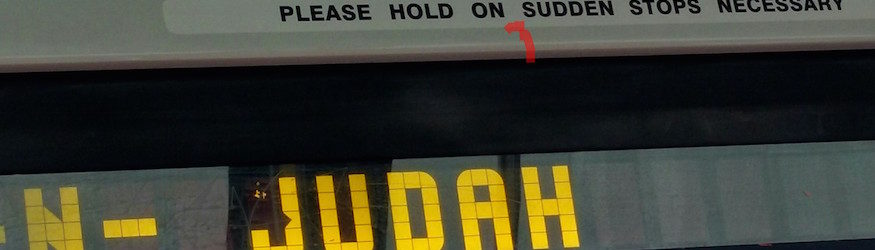 PLEASE HOLD ON SUDDEN STOPS NECESSARY
N- JUDAH